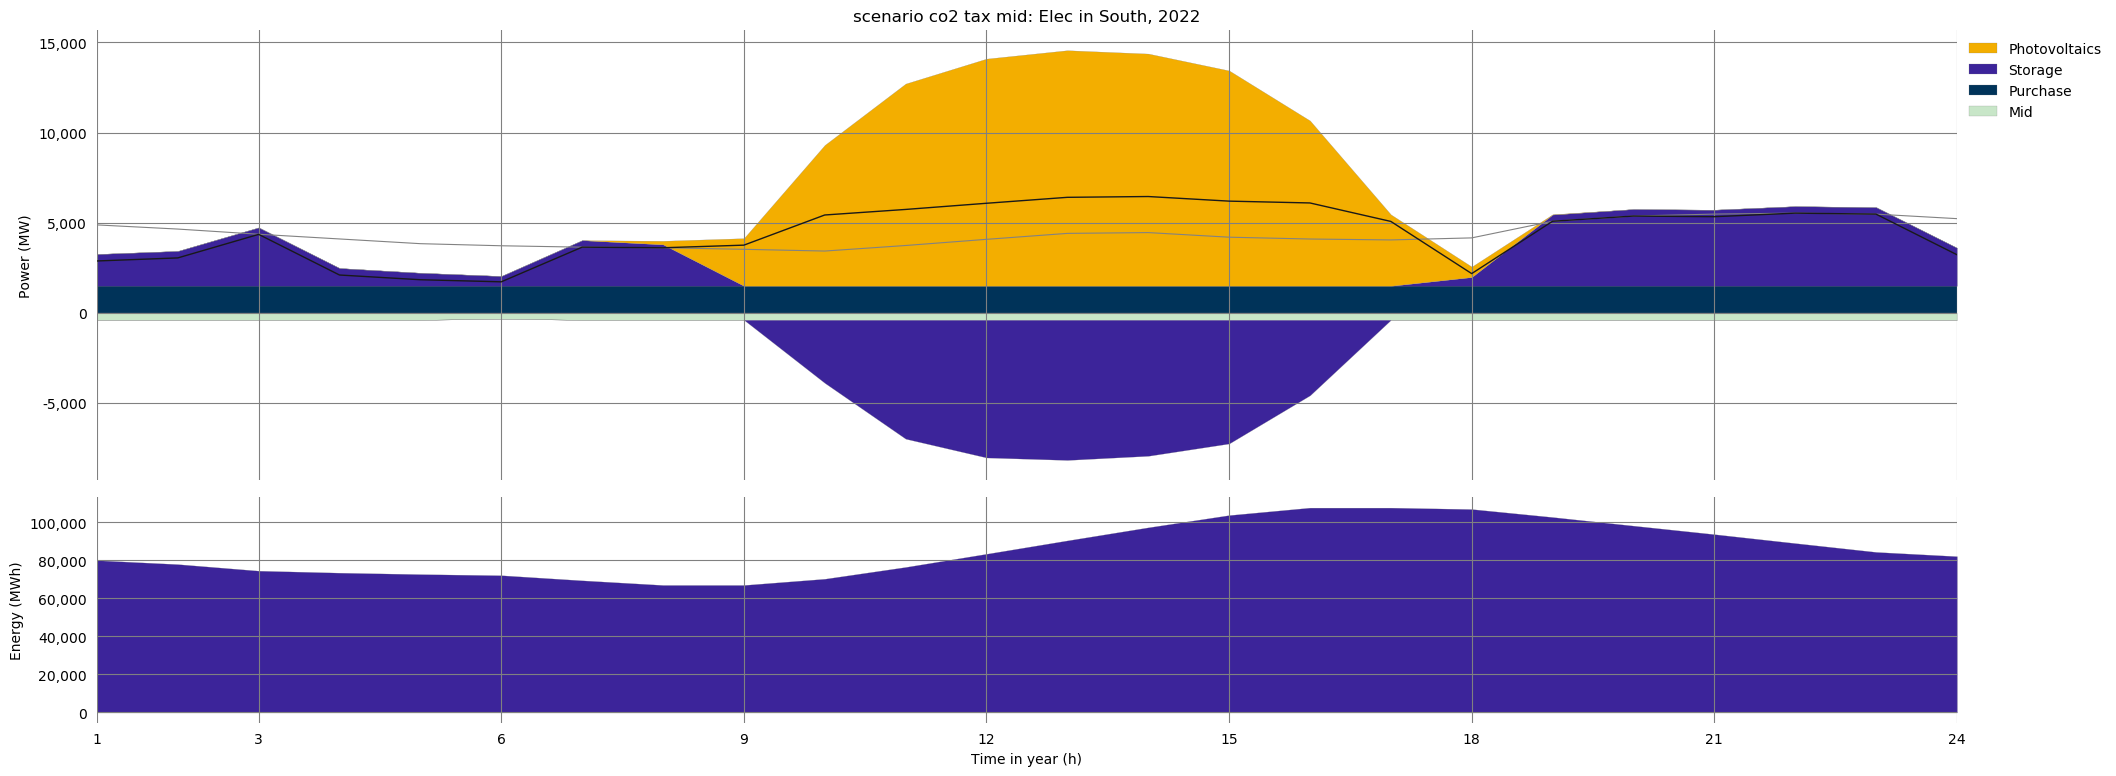 scenario co2 tax mid: Elec in South, 2022
Photovoltaics
Storage
Purchase
Mid
Power (MW)
15,000
10,000
5,000
0
-5,000
Energy (MWh)
100,000
80,000
60,000
40,000
20,000
0
1 3 6 9 12 15 18 21 24
Time in year (h)